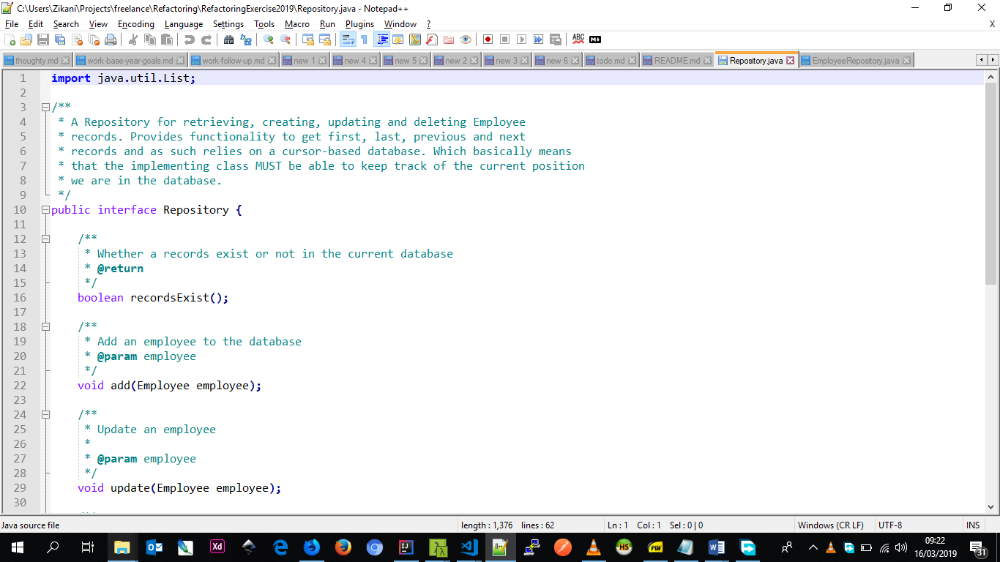 C:\Users\Zikani\Projects\freelance\Refactoring\RefactoringExercise2019\Repository.java - Notepad++
File Edit Search View Encoding Language Settings Tools Macro Run Plugins Window ? X
ABC
thoughty.md work-base-year-goals.md work-follow-up.md new 1 new 4 new 5 new 2 new 3 new 6 todo.md README.md Repository.java EmployeeRepository.java
1 import java.util.List;
2
3 /**
4 * A Repository for retrieving, creating, updating and deleting Employee
5 * records. Provides functionality to get first, last, previous and next
6 * records and as such relies on a cursor-based database. Which basically means
7 * that the implementing class MUST be able to keep track of the current position
8 * we are in the database.
9 */
10 public interface Repository {
11
12 /**
13 * Whether a records exist or not in the current database
14 * @return
15 */
16 boolean recordsExist();
17
18 /**
19 * Add an employee to the database
20 * @param employee
21 */
22 void add(Employee employee);
23
24 /**
25 * Update an employee
26 *
27 * @param employee
28 */
29 void update(Employee employee);
30
Java source file length : 1,376 lines : 62 Ln : 1 Col : 1 Sel : 0 | 0 Windows (CR LF) UTF-8 INS
Xd IJ HS PDF W 09:22
16/03/2019 31